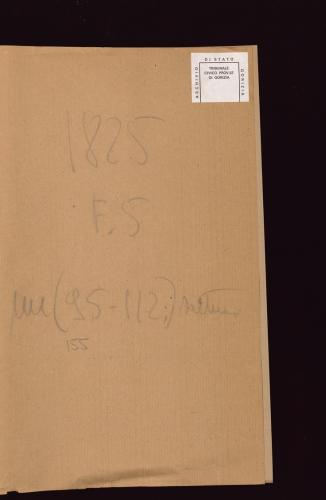 DI STATO
ARCHIVIO
TRIBUNALE
CIVICO PROV.LE
DI GORIZIA
GORIZIA
1825
F. 5
(95-112;)
155